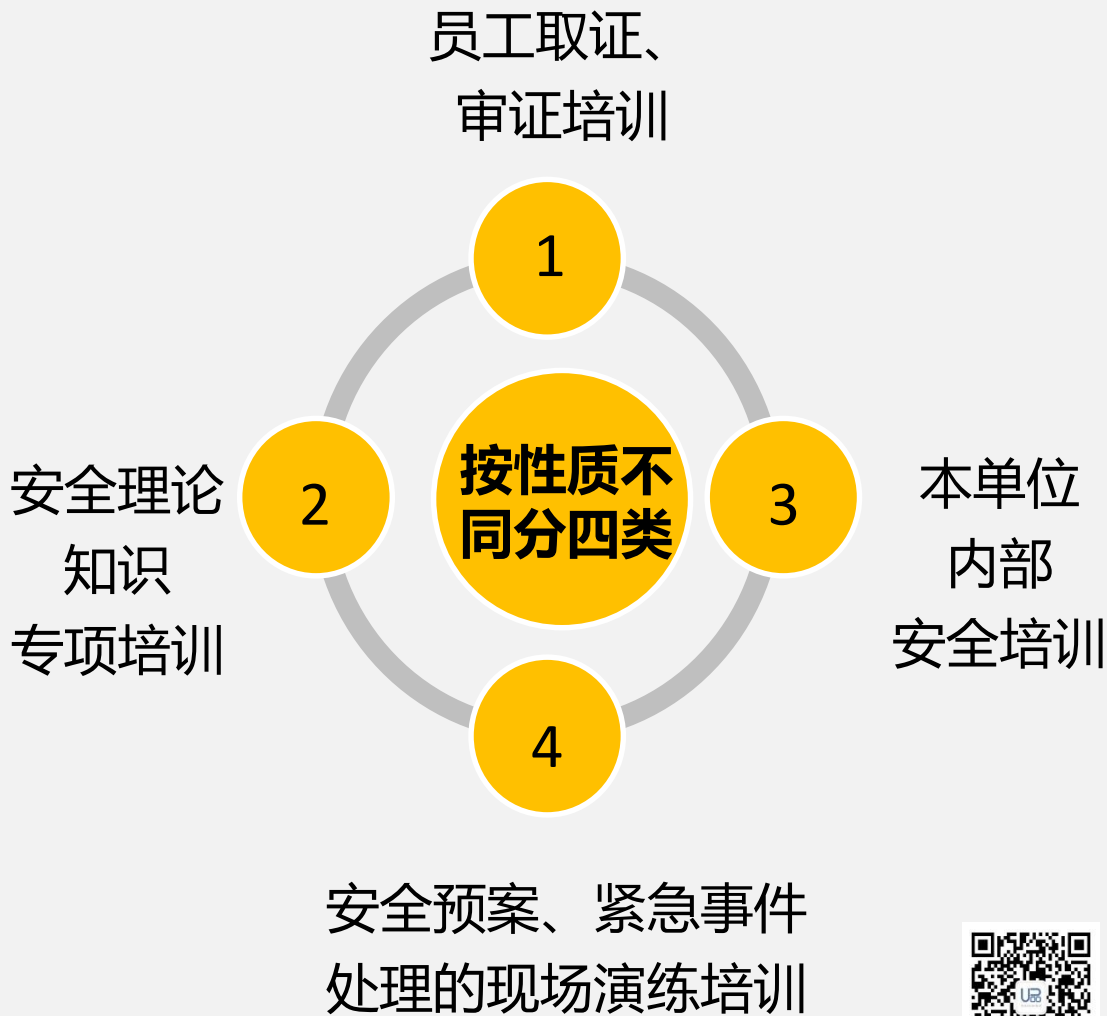 员工取证、
审证培训
1
按性质不
同分四类
2
安全理论
知识
专项培训
3
本单位
内部
安全培训
4
安全预案、紧急事件
处理的现场演练培训